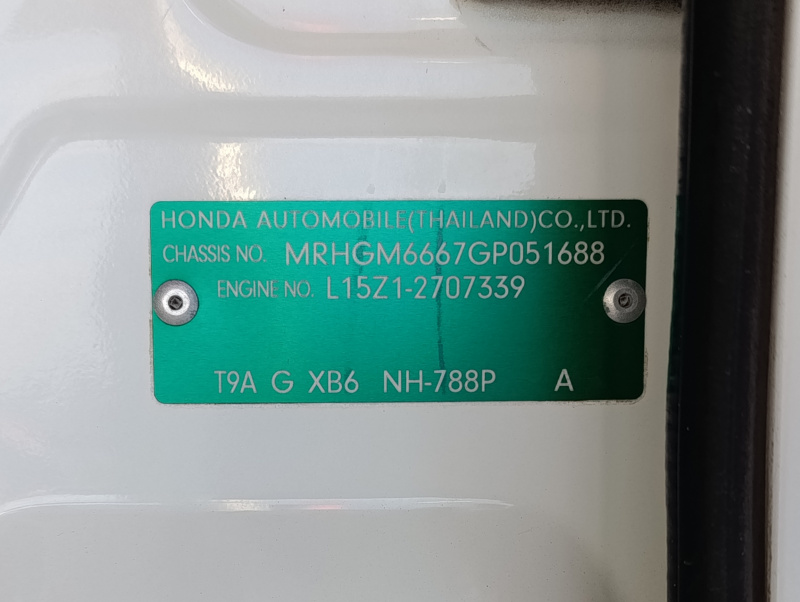 HONDA AUTOMOBILE(THAILAND)CO.,LTD.
CHASSIS NO. MRHGM6667GP051688
ENGINE NO. L15Z1-2707339
T9A G XB6 NH-788P A